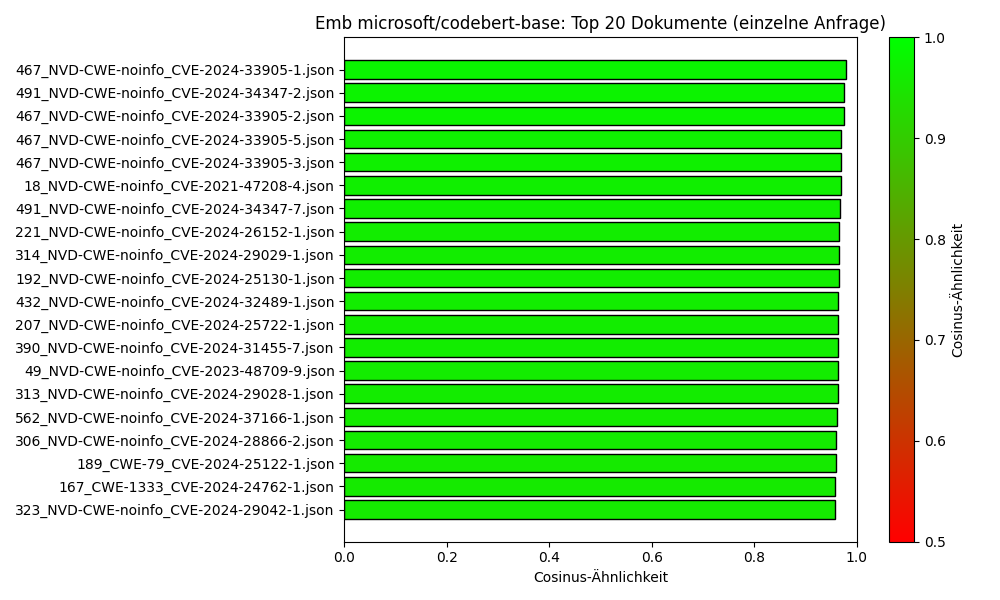 Emb microsoft/codebert-base: Top 20 Dokumente (einzelne Anfrage)
467_NVD-CWE-noinfo_CVE-2024-33905-1.json
491_NVD-CWE-noinfo_CVE-2024-34347-2.json
467_NVD-CWE-noinfo_CVE-2024-33905-2.json
467_NVD-CWE-noinfo_CVE-2024-33905-5.json
467_NVD-CWE-noinfo_CVE-2024-33905-3.json
18_NVD-CWE-noinfo_CVE-2021-47208-4.json
491_NVD-CWE-noinfo_CVE-2024-34347-7.json
221_NVD-CWE-noinfo_CVE-2024-26152-1.json
314_NVD-CWE-noinfo_CVE-2024-29029-1.json
192_NVD-CWE-noinfo_CVE-2024-25130-1.json
432_NVD-CWE-noinfo_CVE-2024-32489-1.json
207_NVD-CWE-noinfo_CVE-2024-25722-1.json
390_NVD-CWE-noinfo_CVE-2024-31455-7.json
49_NVD-CWE-noinfo_CVE-2023-48709-9.json
313_NVD-CWE-noinfo_CVE-2024-29028-1.json
562_NVD-CWE-noinfo_CVE-2024-37166-1.json
306_NVD-CWE-noinfo_CVE-2024-28866-2.json
189_CWE-79_CVE-2024-25122-1.json
167_CWE-1333_CVE-2024-24762-1.json
323_NVD-CWE-noinfo_CVE-2024-29042-1.json
0.0 0.2 0.4 0.6 0.8 1.0
Cosinus-Ähnlichkeit
1.0
0.9
0.8
0.7
0.6
0.5
Cosinus-Ähnlichkeit